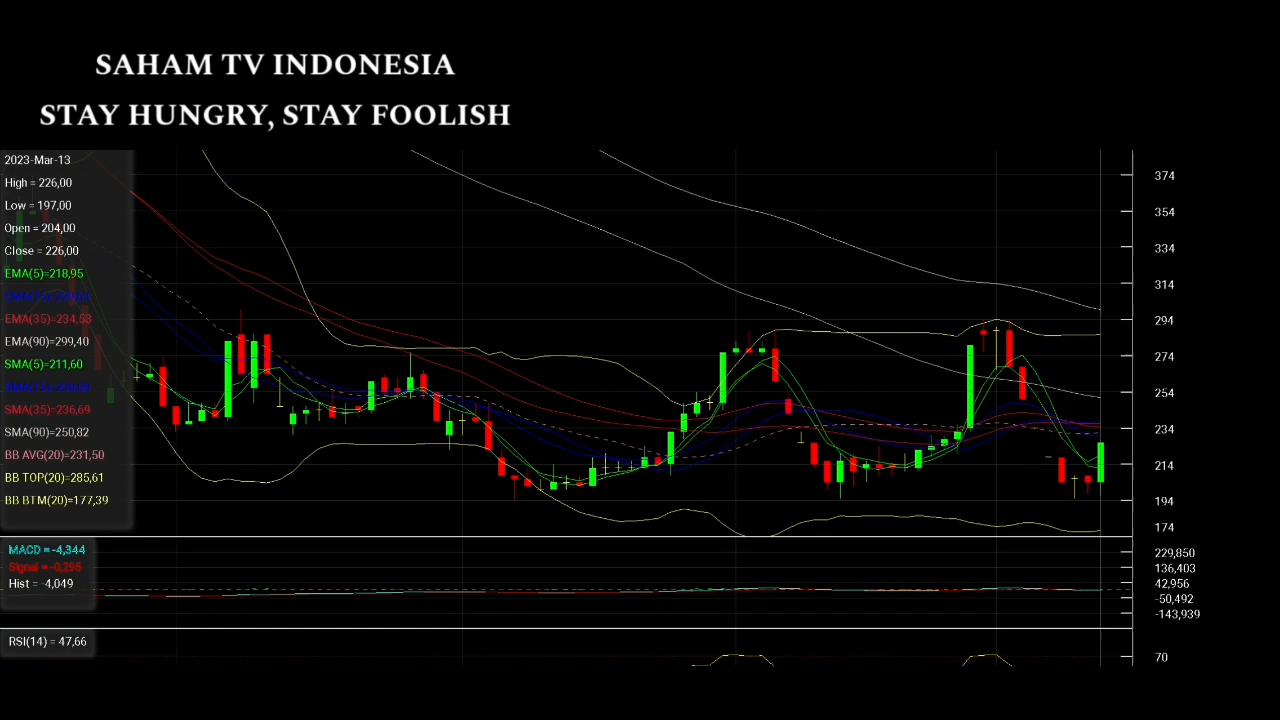 SAHAM TV INDONESIA
STAY HUNGRY, STAY FOOLISH
2023-Mar-13
High = 226,00
Low = 197,00
Open = 204,00
Close = 226,00
EMA(5)=218,95
EMA(35)=234,53
EMA(90)=299,40
SMA(5)=211,60
SMA(35)=236,69
SMA(90)=250,82
BB AVG(20)=231,50
BB TOP(20)=285,61
BB BTM(20)=177,39
374
354
334
314
294
274
254
234
214
194
174
MACD = -4,344
Signal = -0,295
Hist = -4,049
229,850
136,403
42,956
-50,492
-143,939
RSI(14) = 47,66
70